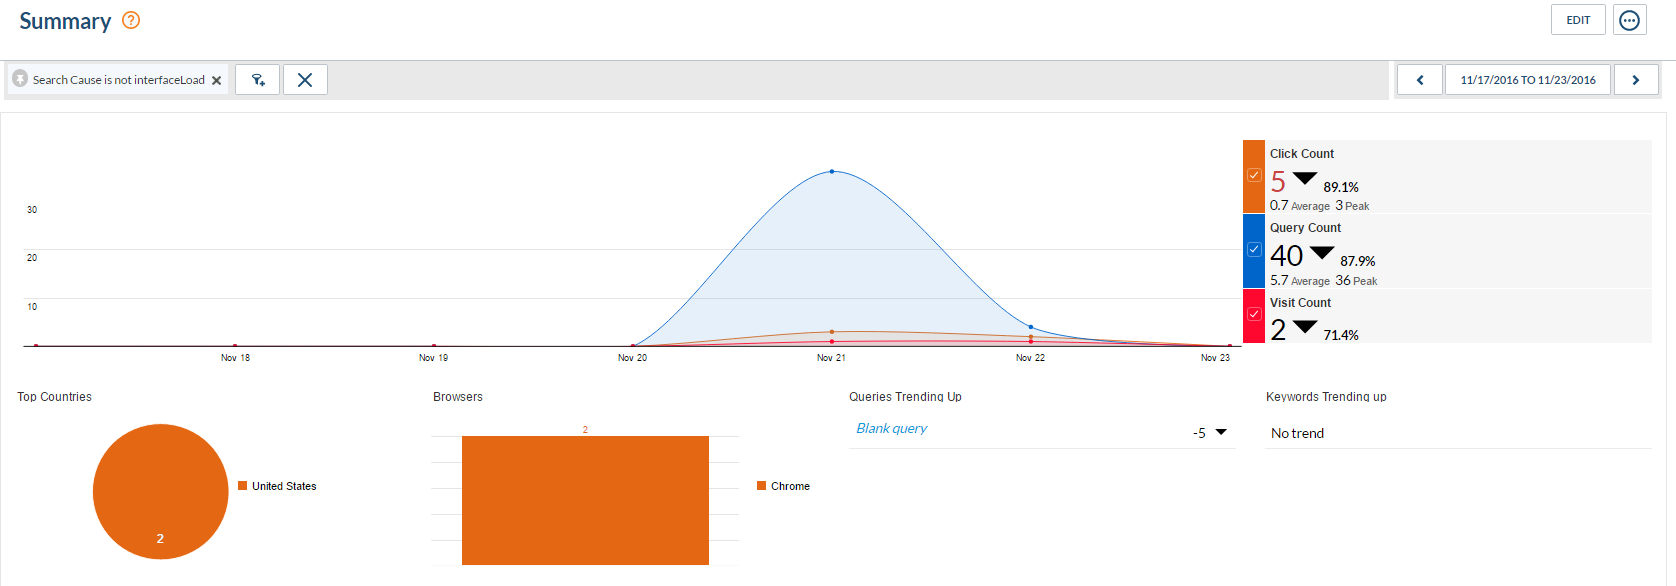 Summary ?
EDIT
Search Cause is not interfaceLoad
11/17/2016 TO 11/23/2016
30
20
10
Nov 18
Nov 19
Nov 20
Nov 21
Nov 22
Nov 23
Click Count
5 89.1%
0.7 Average 3 Peak
Query Count
40 87.9%
5.7 Average 36 Peak
Visit Count
2 71.4%
Top Countries
2
United States
Browsers
2
Chrome
Queries Trending Up
Blank query -5
Keywords Trending up
No trend